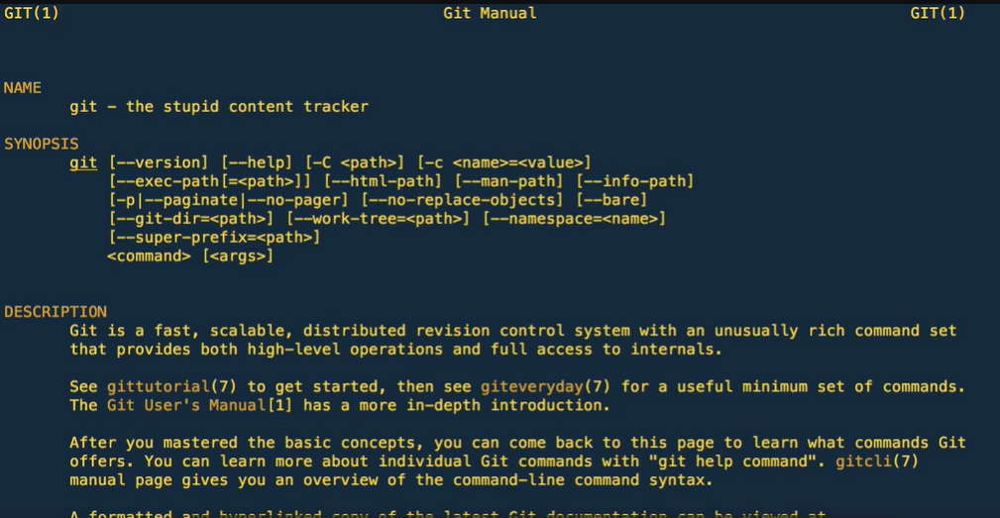 GIT(1) Git Manual GIT(1)
NAME
git – the stupid content tracker
SYNOPSIS
git [--version] [--help] [-C <path>] [-c <name>=<value>]
[--exec-path[=<path>]] [--html-path] [--man-path] [--info-path]
[-p|--paginate|--no-pager] [--no-replace-objects] [--bare]
[--git-dir=<path>] [--work-tree=<path>] [--namespace=<name>]
[--super-prefix=<path>]
<command> [<args>]
DESCRIPTION
Git is a fast, scalable, distributed revision control system with an unusually rich command set
that provides both high-level operations and full access to internals.
See gittutorial(7) to get started, then see giteveryday(7) for a useful minimum set of commands.
The Git User's Manual[1] has a more in-depth introduction.
After you mastered the basic concepts, you can come back to this page to learn what commands Git
offers. You can learn more about individual Git commands with "git help command". gitcli(7)
manual page gives you an overview of the command-line command syntax.
A formatted and hyperlinked copy of the latest Git documentation can be viewed at